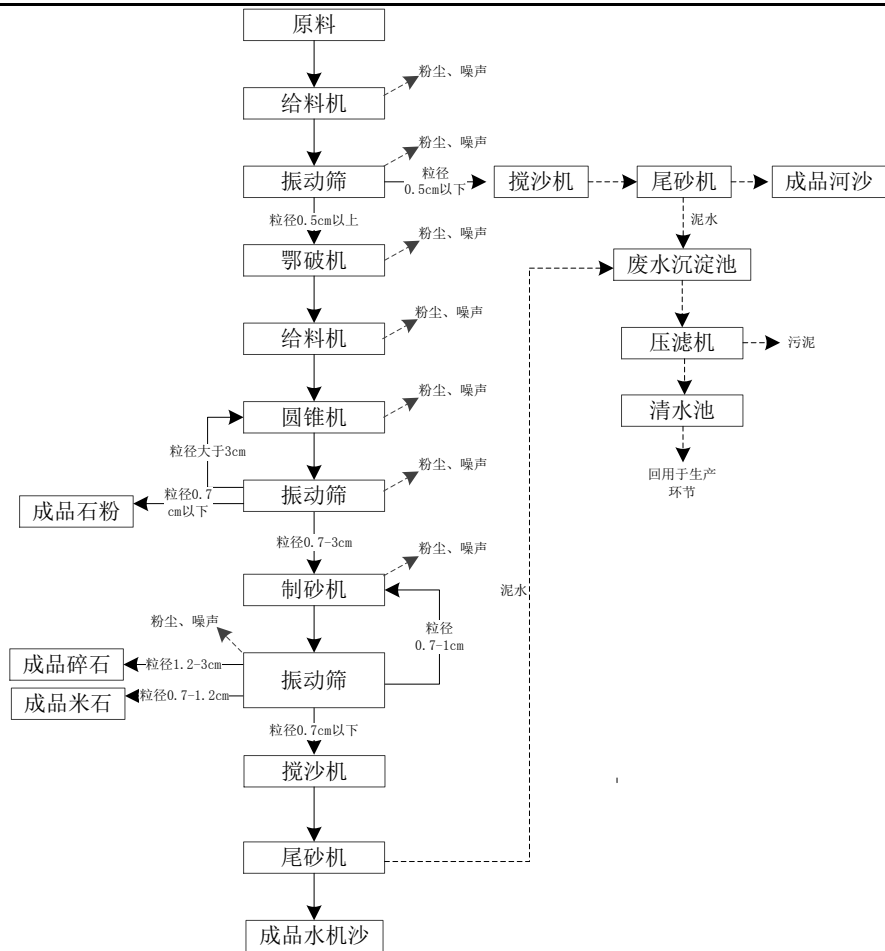 原料
粉尘、噪声
给料机
粉尘、噪声
振动筛
粒径
0.5cm以下
搅沙机
尾砂机
成品河沙
粒径0.5cm以上
泥水
粉尘、噪声
鄂破机
废水沉淀池
粉尘、噪声
给料机
压滤机
污泥
粉尘、噪声
圆锥机
清水池
粒径大于3cm
粉尘、噪声
振动筛
回用于生产
环节
粒径0.7
cm以下
成品石粉
粒径0.7-3cm
粉尘、噪声
制砂机
泥水
粉尘、噪声
粒径
0.7-1cm
成品碎石
粒径1.2-3cm
振动筛
成品米石
粒径0.7-1.2cm
粒径0.7cm以下
搅沙机
尾砂机
成品水机沙